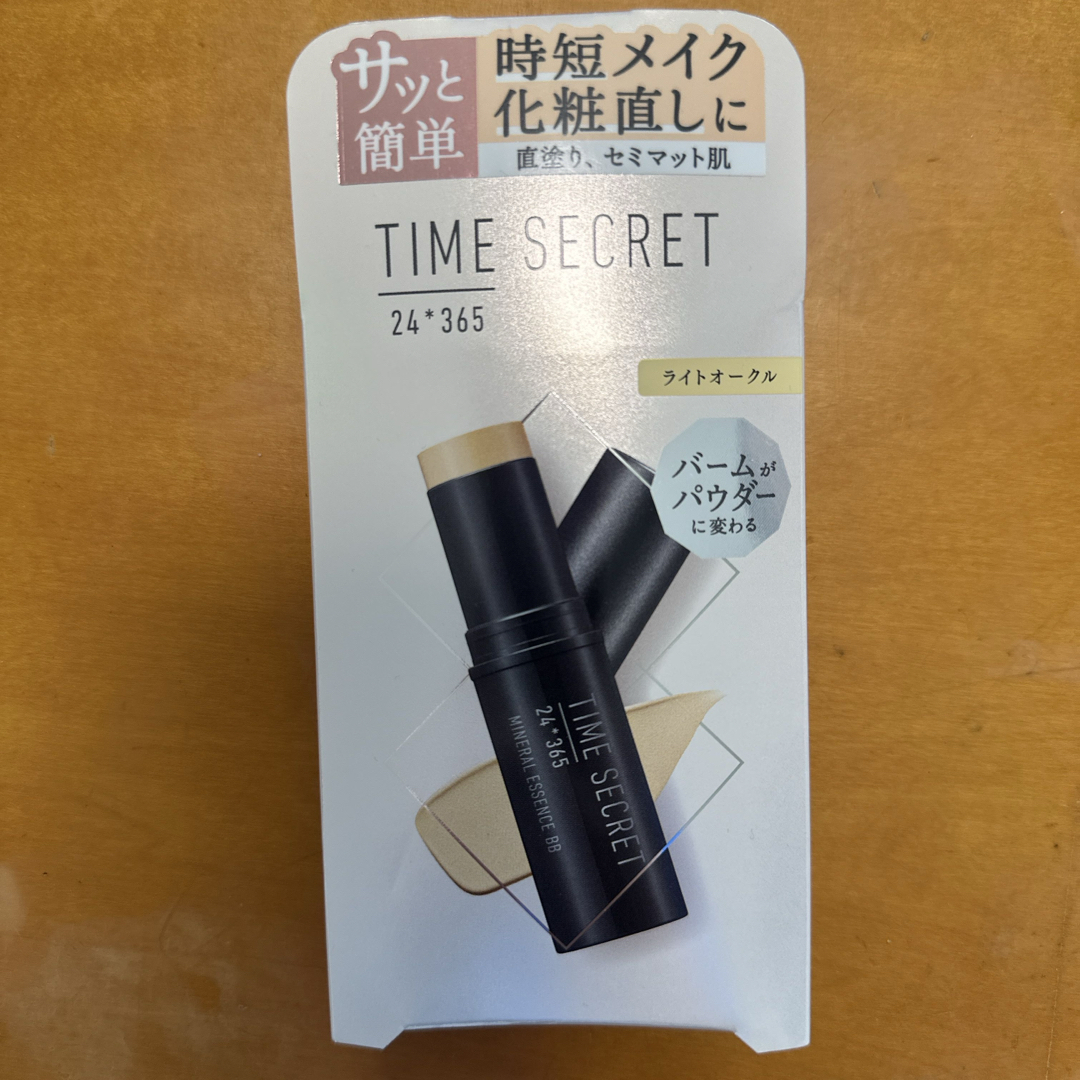 サッと
簡単
時短メイク
化粧直しに
直塗り、セミマット肌
TIME SECRET
24*365
ライトオークル
バームが
パウダー
に変わる
TIME SECRET
24*365
MINERAL ESSENCE BB